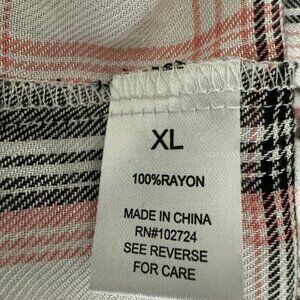 XL
100%RAYON
MADE IN CHINA
RN#102724
SEE REVERSE
FOR CARE